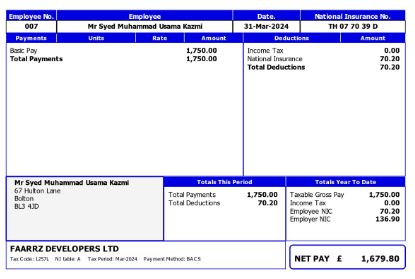 Employee No. Employee Date. National Insurance No.
007 Mr Syed Muhammad Usama Kazmi 31-Mar-2024 TH 07 70 39 D
Payments Units Rate Amount Deductions Amount
Basic Pay 1,750.00 Income Tax 0.00
Total Payments 1,750.00 National Insurance 70.20
Total Deductions 70.20
Mr Syed Muhammad Usama Kazmi
67 Hulton Lane
Bolton
BL3 4JD
Totals This Period
Total Payments 1,750.00
Total Deductions 70.20
Totals Year To Date
Taxable Gross Pay 1,750.00
Income Tax 0.00
Employee NIC 70.20
Employer NIC 136.90
FAARRZ DEVELOPERS LTD
Tax Code: 1257L NI table: A Tax Period: Mar-2024 Payment Method: BACS
NET PAY £ 1,679.80